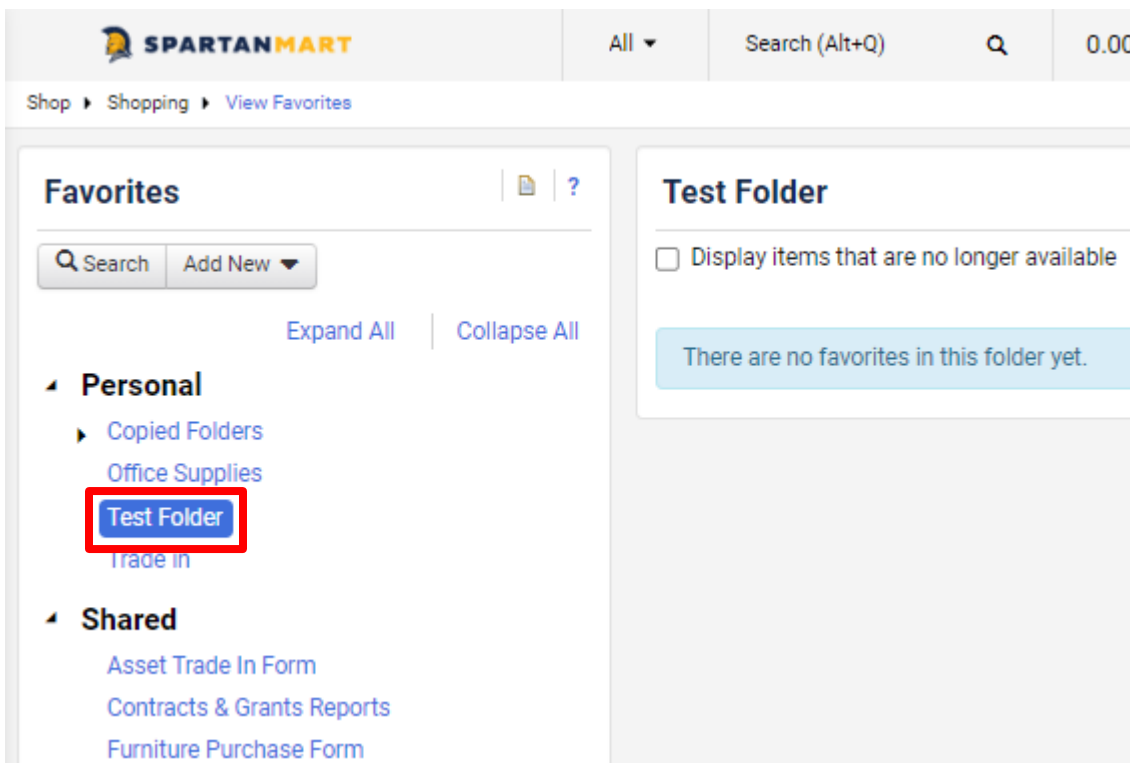 SPARTANMART
All
Search (Alt+Q)
0.00
Shop
Shopping
View Favorites
Favorites
?
Search
Add New
Expand All
Collapse All
Personal
Copied Folders
Office Supplies
Test Folder
Trade In
Shared
Asset Trade In Form
Contracts & Grants Reports
Furniture Purchase Form
Test Folder
Display items that are no longer available
There are no favorites in this folder yet.